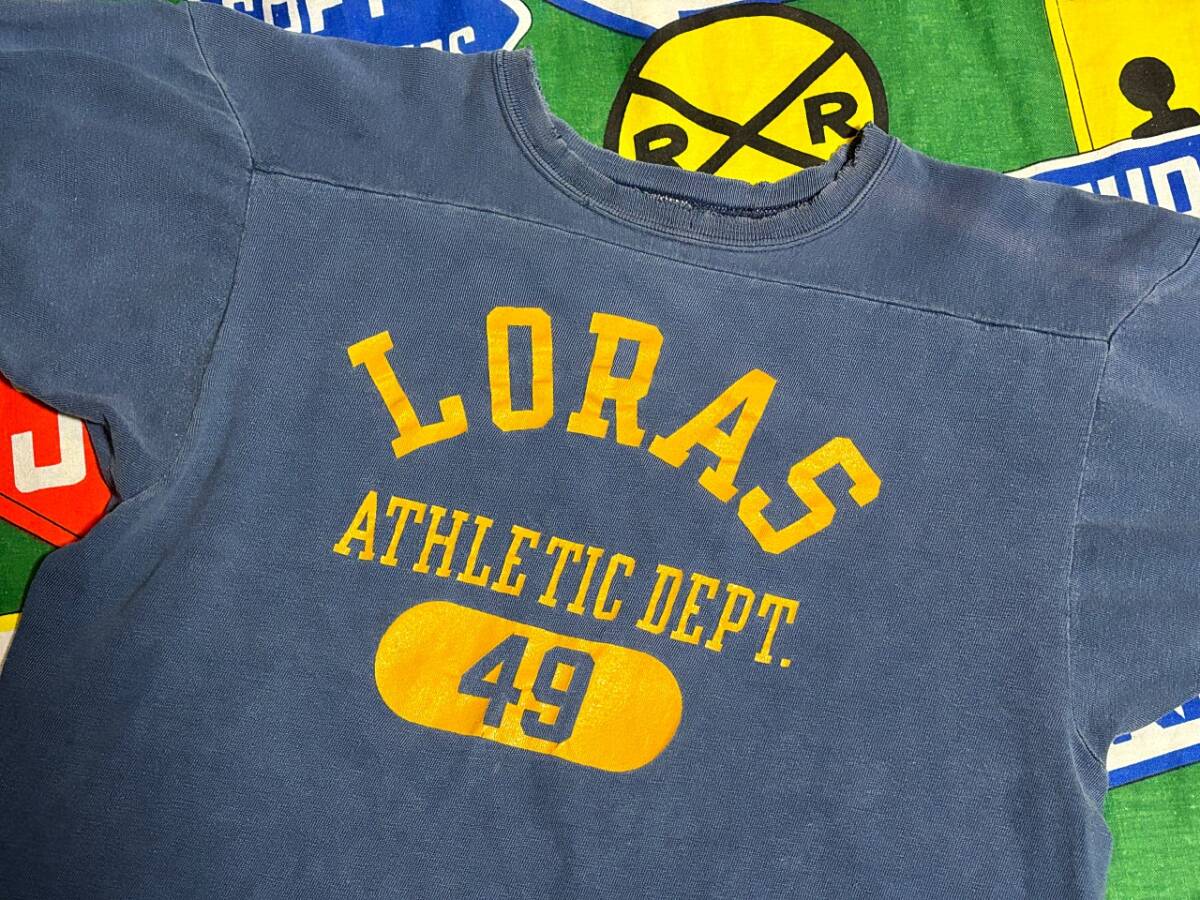 R R
LORAS
ATHLETIC DEPT.
49